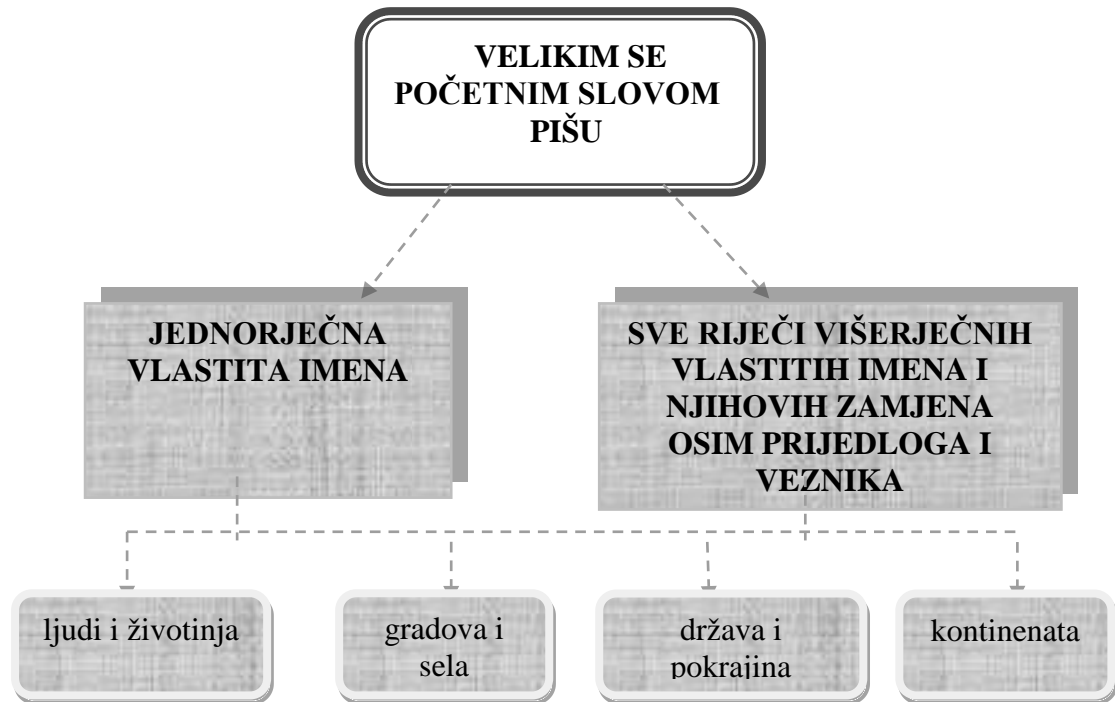 VELIKIM SE
POČETNIM SLOVOM
PIŠU
JEDNORJEČNA
VLASTITA IMENA
SVE RIJEČI VIŠERJEČNIH
VLASTITIH IMENA I
NJIHOVIH ZAMJENA
OSIM PRIJEDLOGA I
VEZNIKA
ljudi i životinja
gradova i
sela
država i
pokrajina
kontinenata